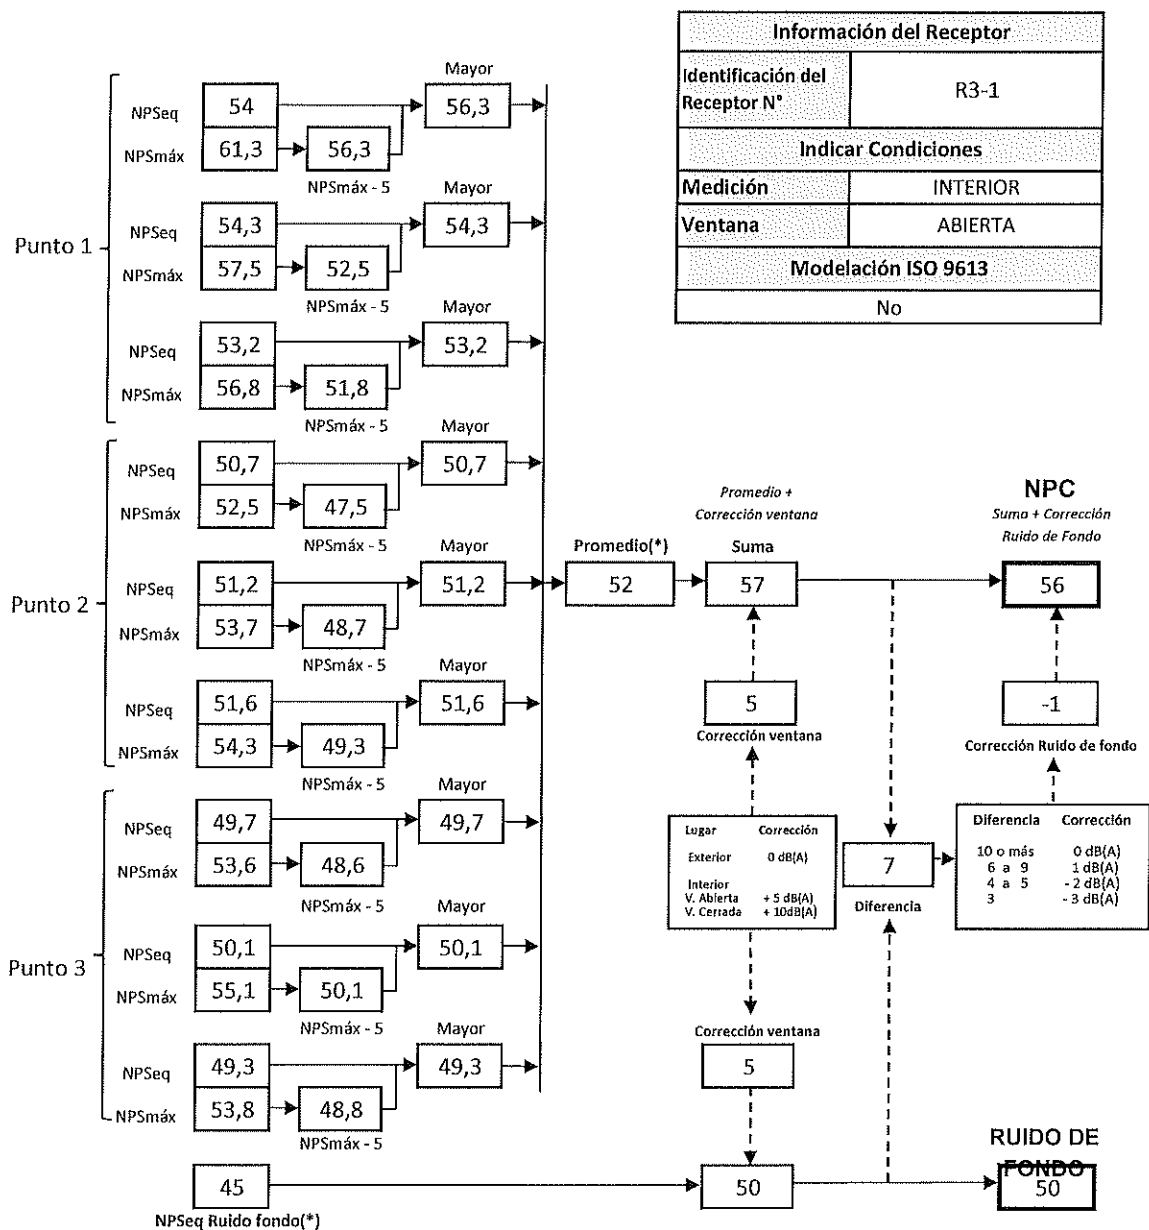 Información del Receptor
Identificación del Receptor N°
R3-1
Indicar Condiciones
Medición INTERIOR
Ventana ABIERTA
Modelación ISO 9613
No
Punto 1
Mayor
NPSeq 54 56,3
NPSmáx 61,3 56,3
NPSmáx - 5
Mayor
NPSeq 54,3 54,3
NPSmáx 57,5 52,5
NPSmáx - 5
Mayor
NPSeq 53,2 53,2
NPSmáx 56,8 51,8
NPSmáx - 5
Punto 2
Mayor
NPSeq 50,7 50,7
NPSmáx 52,5 47,5
NPSmáx - 5
Mayor
NPSeq 51,2 51,2
NPSmáx 53,7 48,7
NPSmáx - 5
Mayor
NPSeq 51,6 51,6
NPSmáx 54,3 49,3
NPSmáx - 5
Punto 3
Mayor
NPSeq 49,7 49,7
NPSmáx 53,6 48,6
NPSmáx - 5
Mayor
NPSeq 50,1 50,1
NPSmáx 55,1 50,1
NPSmáx - 5
Mayor
NPSeq 49,3 49,3
NPSmáx 53,8 48,8
NPSmáx - 5
Promedio(*)
52
Promedio +
Corrección ventana
Suma
57
NPC
Suma + Corrección
Ruido de Fondo
56
5
Corrección ventana
-1
Corrección Ruido de fondo
Lugar Corrección
Exterior 0 dB(A)
Interior
V. Abierta + 5 dB(A)
V. Cerrada + 10dB(A)
7
Diferencia
Diferencia Corrección
10 o más 0 dB(A)
6 a 9 1 dB(A)
4 a 5 - 2 dB(A)
3 - 3 dB(A)
Corrección ventana
5
45
NPSeq Ruido fondo(*)
50
RUIDO DE
FONDO
50